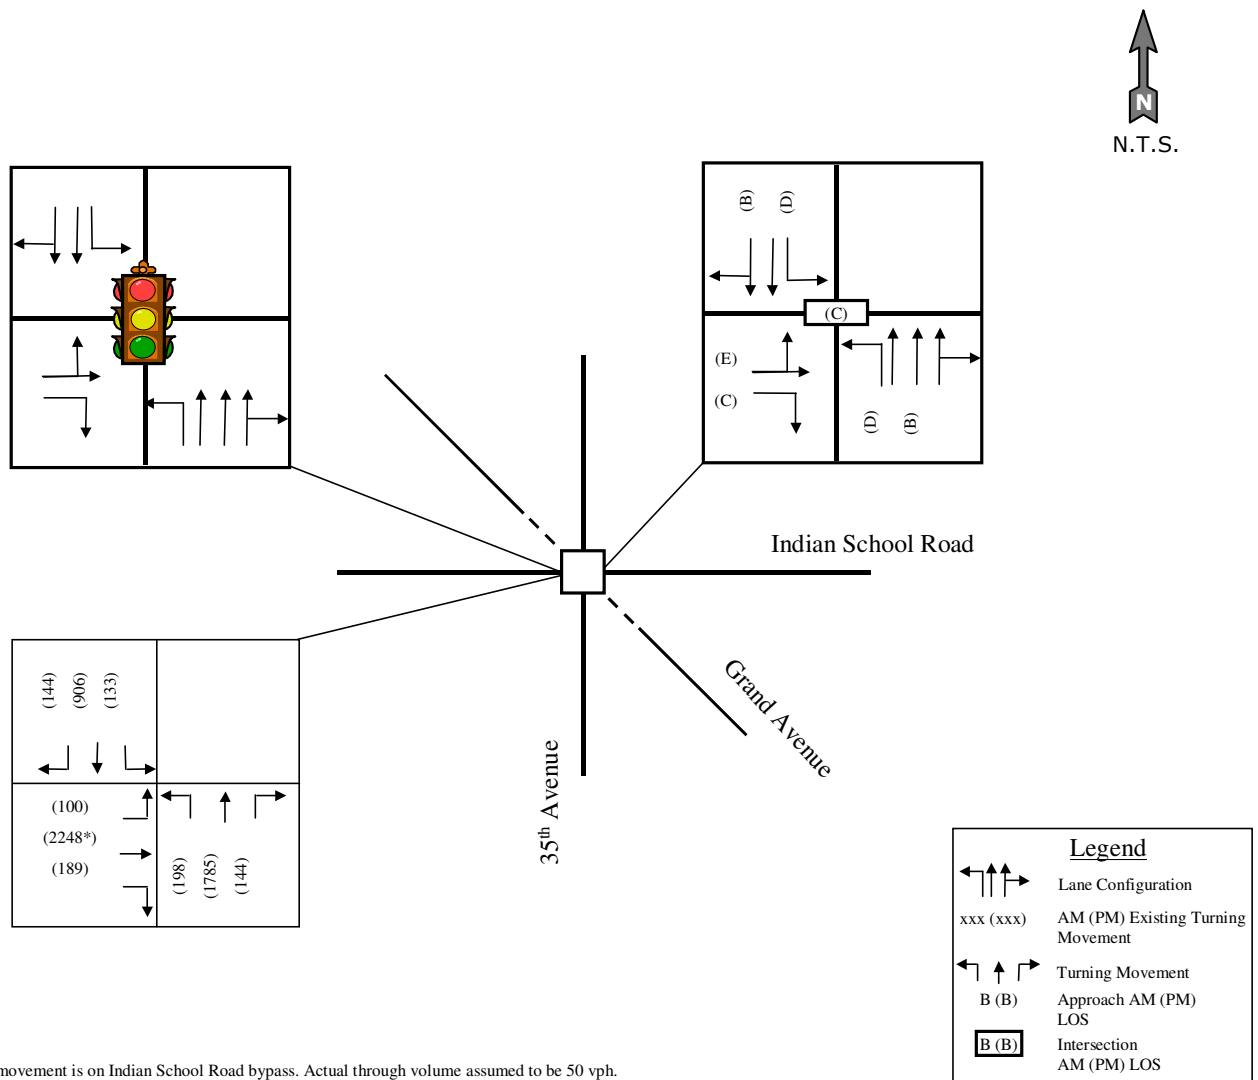 N
N.T.S.
(B) (D)
(C)
(E)
(C)
(D) (B)
Indian School Road
Grand Avenue
35th Avenue
(144) (906) (133)
(100)
(2248*)
(189)
(198) (1785) (144)
Legend
Lane Configuration
xxx (xxx) AM (PM) Existing Turning
Movement
Turning Movement
B (B) Approach AM (PM)
LOS
B (B) Intersection
AM (PM) LOS
movement is on Indian School Road bypass. Actual through volume assumed to be 50 vph.